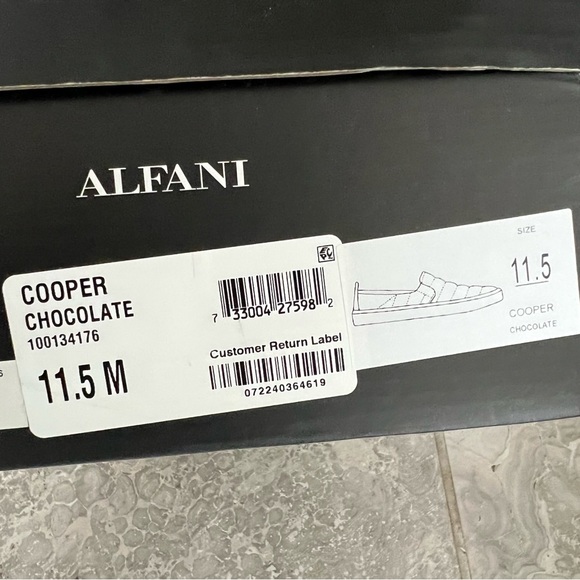 ALFANI
COOPER
CHOCOLATE
100134176
11.5 M
7 33004 27598 2
Customer Return Label
072240364619
SIZE
11.5
COOPER
CHOCOLATE